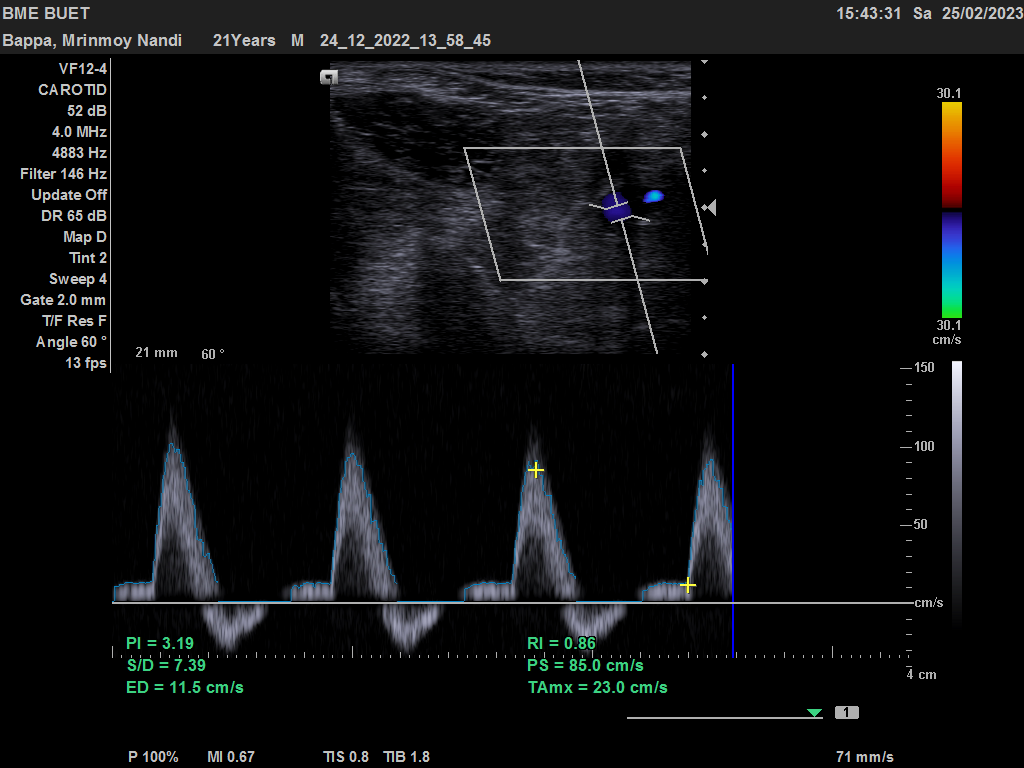 BME BUET 15:43:31 Sa 25/02/2023
Bappa, Mrinmoy Nandi 21Years M 24_12_2022_13_58_45
VF12-4
CAROTID
52 dB
4.0 MHz
4883 Hz
Filter 146 Hz
Update Off
DR 65 dB
Map D
Tint 2
Sweep 4
Gate 2.0 mm
T/F Res F
Angle 60 °
13 fps
21 mm 60 °
30.1
30.1
cm/s
150
100
50
cm/s
4 cm
PI = 3.19 RI = 0.86
S/D = 7.39 PS = 85.0 cm/s
ED = 11.5 cm/s TAmx = 23.0 cm/s
1
P 100% MI 0.67 TIS 0.8 TIB 1.8 71 mm/s